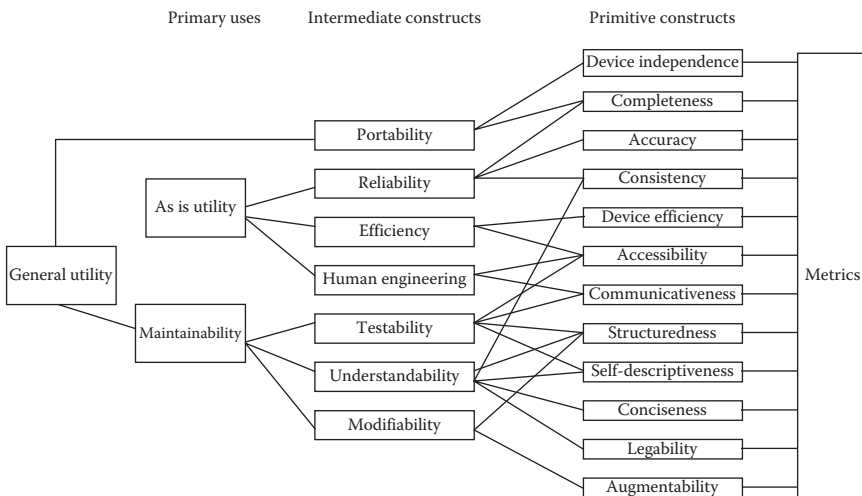 Primary uses
Intermediate constructs
Primitive constructs
General utility
As is utility
Maintainability
Portability
Reliability
Efficiency
Human engineering
Testability
Understandability
Modifiability
Device independence
Completeness
Accuracy
Consistency
Device efficiency
Accessibility
Communicativeness
Structuredness
Self-descriptiveness
Conciseness
Legability
Augmentability
Metrics